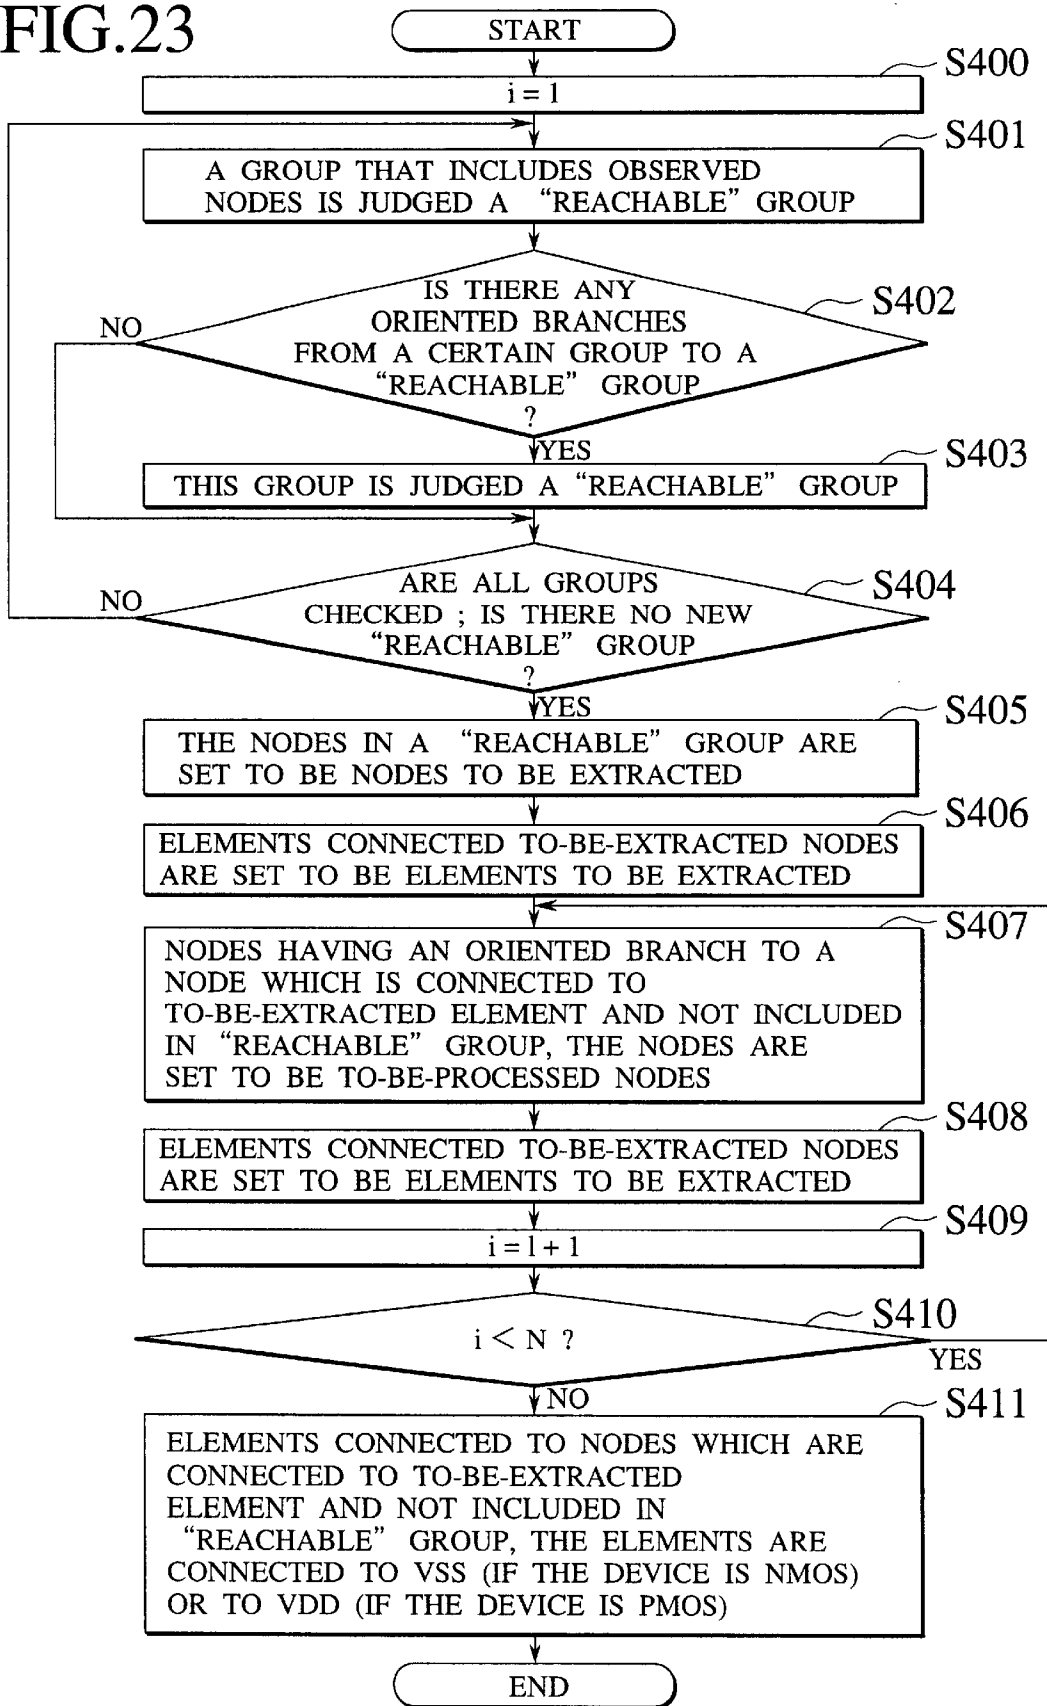 FIG.23
START
S400
i = 1
S401
A GROUP THAT INCLUDES OBSERVED
NODES IS JUDGED A “REACHABLE” GROUP
S402
IS THERE ANY
ORIENTED BRANCHES
FROM A CERTAIN GROUP TO A
“REACHABLE” GROUP
?
NO
YES
S403
THIS GROUP IS JUDGED A “REACHABLE” GROUP
S404
ARE ALL GROUPS
CHECKED ; IS THERE NO NEW
“REACHABLE” GROUP
?
NO
YES
S405
THE NODES IN A “REACHABLE” GROUP ARE
SET TO BE NODES TO BE EXTRACTED
S406
ELEMENTS CONNECTED TO-BE-EXTRACTED NODES
ARE SET TO BE ELEMENTS TO BE EXTRACTED
S407
NODES HAVING AN ORIENTED BRANCH TO A
NODE WHICH IS CONNECTED TO
TO-BE-EXTRACTED ELEMENT AND NOT INCLUDED
IN “REACHABLE” GROUP, THE NODES ARE
SET TO BE TO-BE-PROCESSED NODES
S408
ELEMENTS CONNECTED TO-BE-EXTRACTED NODES
ARE SET TO BE ELEMENTS TO BE EXTRACTED
S409
i = 1 + 1
S410
i < N ?
YES
NO
S411
ELEMENTS CONNECTED TO NODES WHICH ARE
CONNECTED TO TO-BE-EXTRACTED
ELEMENT AND NOT INCLUDED IN
“REACHABLE” GROUP, THE ELEMENTS ARE
CONNECTED TO VSS (IF THE DEVICE IS NMOS)
OR TO VDD (IF THE DEVICE IS PMOS)
END